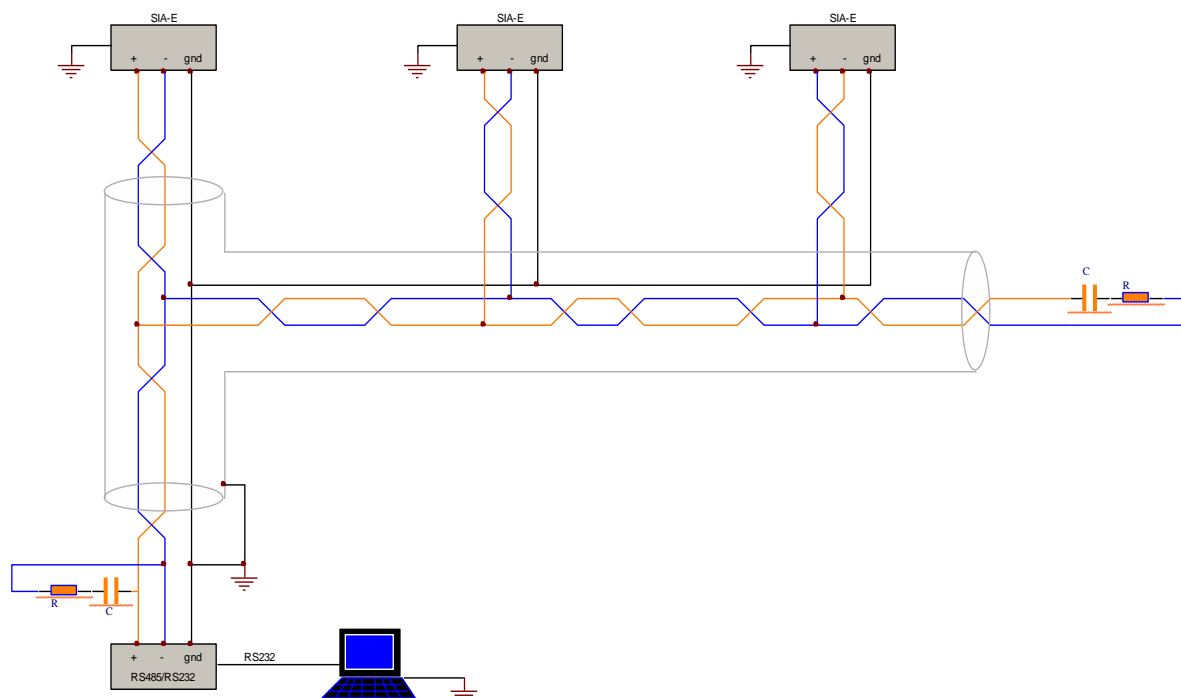 SIA-E SIA-E SIA-E
+ - gnd + - gnd + - gnd
C
R
R
C
+ - gnd
RS485/RS232
RS232